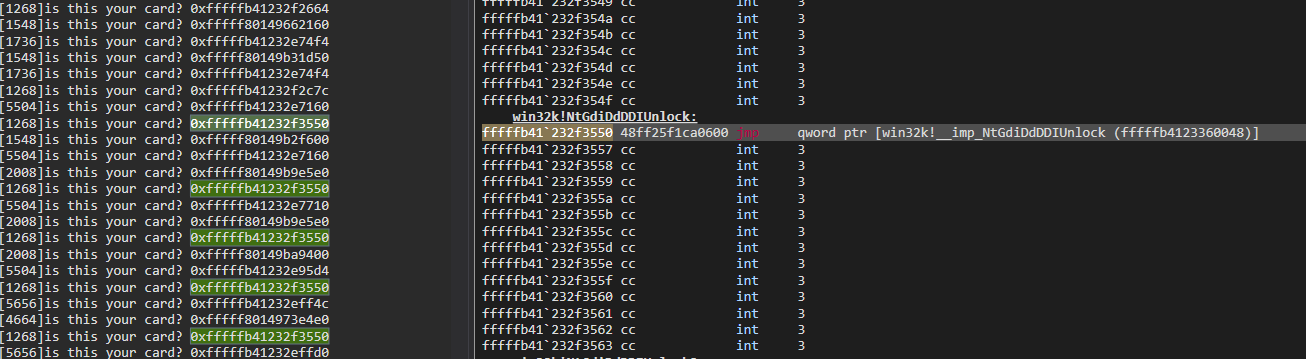 [1268]is this your card? 0xfffffb41232f2664
[1548]is this your card? 0xfffff80149662160
[1736]is this your card? 0xfffffb41232e74f4
[1548]is this your card? 0xfffff80149b31d50
[1736]is this your card? 0xfffffb41232e74f4
[1268]is this your card? 0xfffffb41232f2c7c
[5504]is this your card? 0xfffffb41232e7160
[1268]is this your card? 0xfffffb41232f3550
[1548]is this your card? 0xfffff80149b2f600
[5504]is this your card? 0xfffffb41232e7160
[2008]is this your card? 0xfffff80149b9e5e0
[1268]is this your card? 0xfffffb41232f3550
[5504]is this your card? 0xfffffb41232e7710
[2008]is this your card? 0xfffff80149b9e5e0
[1268]is this your card? 0xfffffb41232f3550
[2008]is this your card? 0xfffff80149ba9400
[5504]is this your card? 0xfffffb41232e95d4
[1268]is this your card? 0xfffffb41232f3550
[5656]is this your card? 0xfffffb41232eff4c
[4664]is this your card? 0xfffff8014973e4e0
[1268]is this your card? 0xfffffb41232f3550
[5656]is this your card? 0xfffffb41232effd0
fffffb41`232f3549 cc int 3
fffffb41`232f354a cc int 3
fffffb41`232f354b cc int 3
fffffb41`232f354c cc int 3
fffffb41`232f354d cc int 3
fffffb41`232f354e cc int 3
fffffb41`232f354f cc int 3
win32k!NtGdiDdDDIUnlock:
fffffb41`232f3550 48ff25f1ca0600 jmp qword ptr [win32k!__imp_NtGdiDdDDIUnlock (fffffb4123360048)]
fffffb41`232f3557 cc int 3
fffffb41`232f3558 cc int 3
fffffb41`232f3559 cc int 3
fffffb41`232f355a cc int 3
fffffb41`232f355b cc int 3
fffffb41`232f355c cc int 3
fffffb41`232f355d cc int 3
fffffb41`232f355e cc int 3
fffffb41`232f355f cc int 3
fffffb41`232f3560 cc int 3
fffffb41`232f3561 cc int 3
fffffb41`232f3562 cc int 3
fffffb41`232f3563 cc int 3